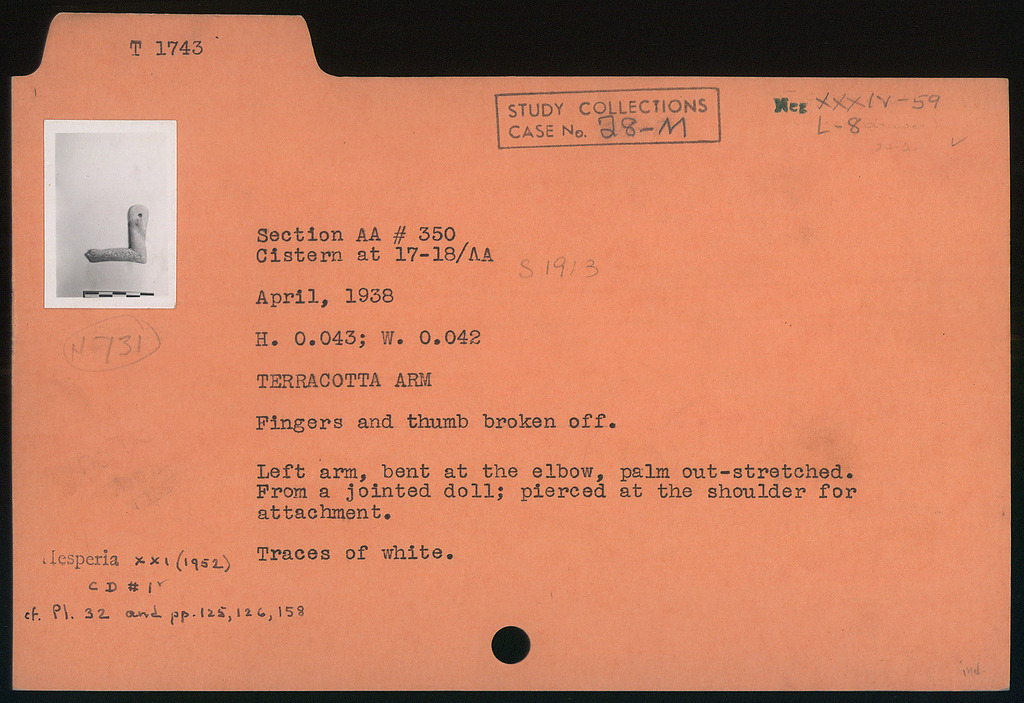 T 1743
STUDY COLLECTIONS
CASE No. 28-M
Neg XXXIV-59
L-8
Section AA # 350
Cistern at 17-18/ΛA
S 1913
April, 1938
N-731
H. 0.043; W. 0.042
TERRACOTTA ARM
Fingers and thumb broken off.
Left arm, bent at the elbow, palm out-stretched.
From a jointed doll; pierced at the shoulder for
attachment.
Traces of white.
Hesperia XXI (1952)
CD # 1
cf. Pl. 32 and pp. 125, 126, 158